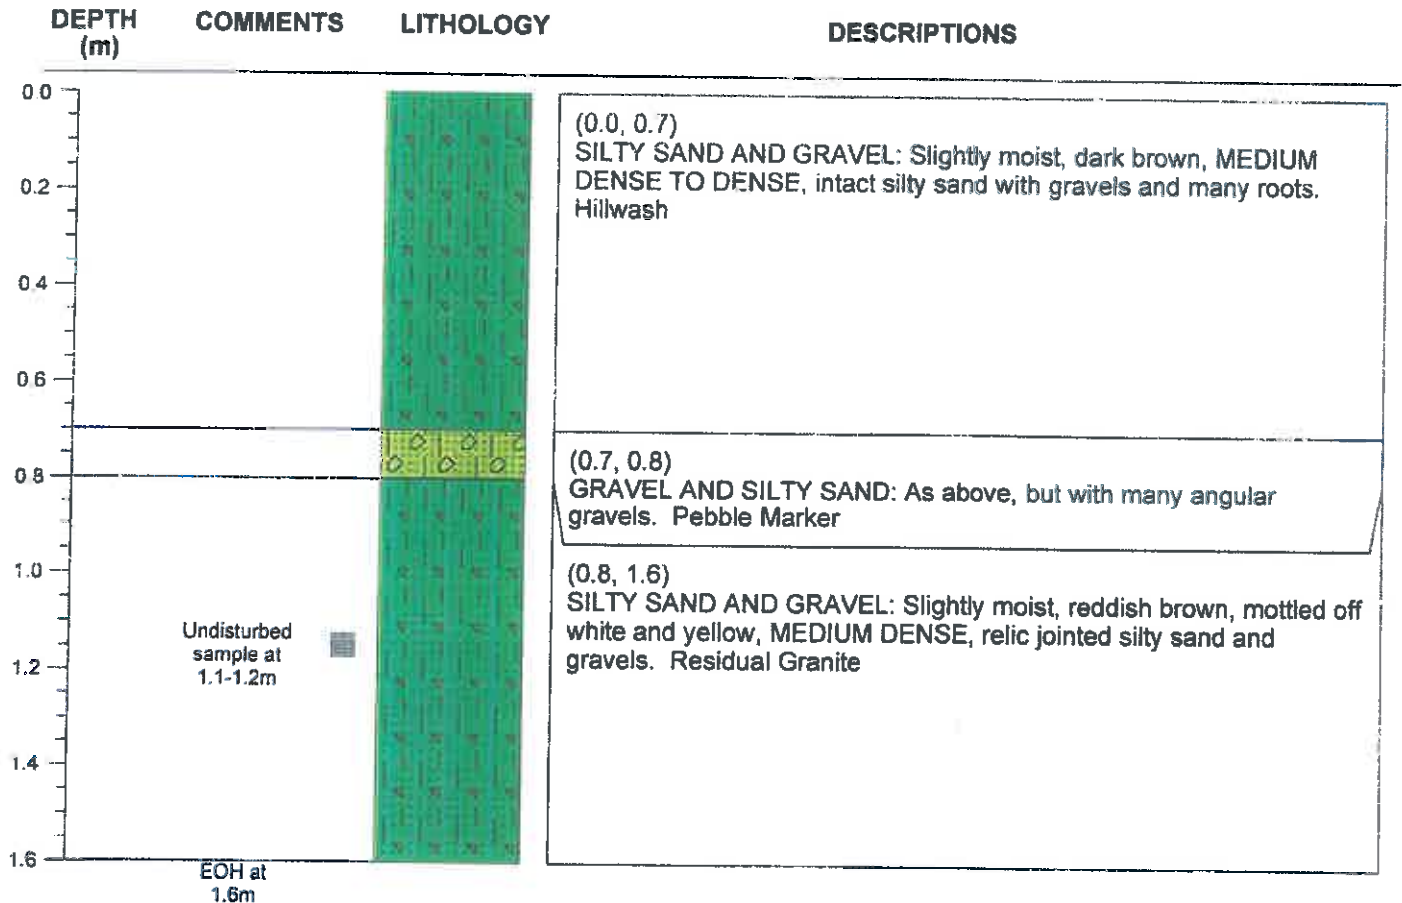 DEPTH
(m)
COMMENTS
LITHOLOGY
DESCRIPTIONS
0.0
0.2
0.4
0.6
0.8
1.0
1.2
1.4
1.6
Undisturbed
sample at
1.1-1.2m
EOH at
1.6m
(0.0, 0.7)
SILTY SAND AND GRAVEL: Slightly moist, dark brown, MEDIUM
DENSE TO DENSE, intact silty sand with gravels and many roots.
Hillwash
(0.7, 0.8)
GRAVEL AND SILTY SAND: As above, but with many angular
gravels. Pebble Marker
(0.8, 1.6)
SILTY SAND AND GRAVEL: Slightly moist, reddish brown, mottled off
white and yellow, MEDIUM DENSE, relic jointed silty sand and
gravels. Residual Granite